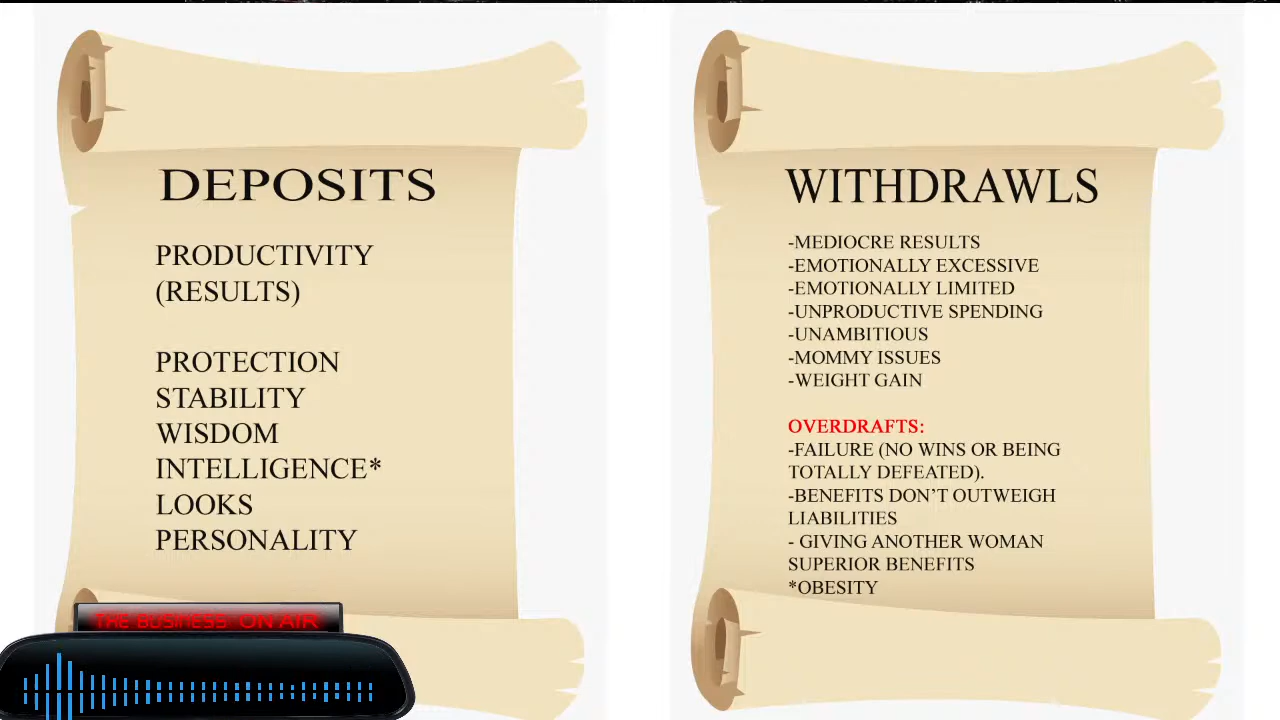 DEPOSITS
PRODUCTIVITY
(RESULTS)
PROTECTION
STABILITY
WISDOM
INTELLIGENCE*
LOOKS
PERSONALITY
WITHDRAWLS
-MEDIOCRE RESULTS
-EMOTIONALLY EXCESSIVE
-EMOTIONALLY LIMITED
-UNPRODUCTIVE SPENDING
-UNAMBITIOUS
-MOMMY ISSUES
-WEIGHT GAIN
OVERDRAFTS:
-FAILURE (NO WINS OR BEING
TOTALLY DEFEATED).
-BENEFITS DON’T OUTWEIGH
LIABILITIES
- GIVING ANOTHER WOMAN
SUPERIOR BENEFITS
*OBESITY
THE BUSINESS: ON AIR